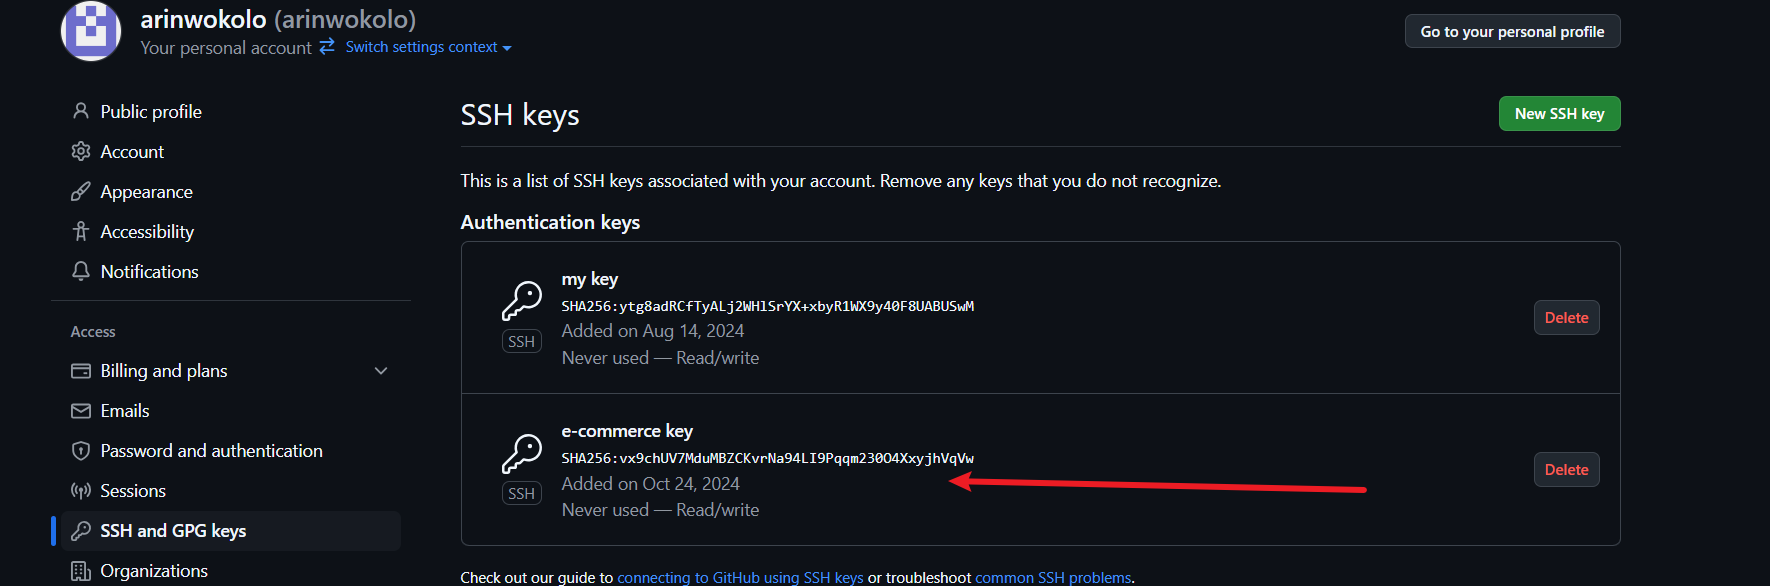 arinwokolo (arinwokolo)
Your personal account Switch settings context
Go to your personal profile
Public profile
Account
Appearance
Accessibility
Notifications
Access
Billing and plans
Emails
Password and authentication
Sessions
SSH and GPG keys
Organizations
SSH keys
New SSH key
This is a list of SSH keys associated with your account. Remove any keys that you do not recognize.
Authentication keys
my key
SHA256:ytg8adRCfTyALj2WHlSrYX+xbyR1WX9y40F8UABUSwM
Added on Aug 14, 2024
Never used — Read/write
SSH
Delete
e-commerce key
SHA256:vx9chUV7MduMBZCKvrNa94LI9Pqqm230O4XxyjhVqVw
Added on Oct 24, 2024
Never used — Read/write
SSH
Delete
Check out our guide to connecting to GitHub using SSH keys or troubleshoot common SSH problems.